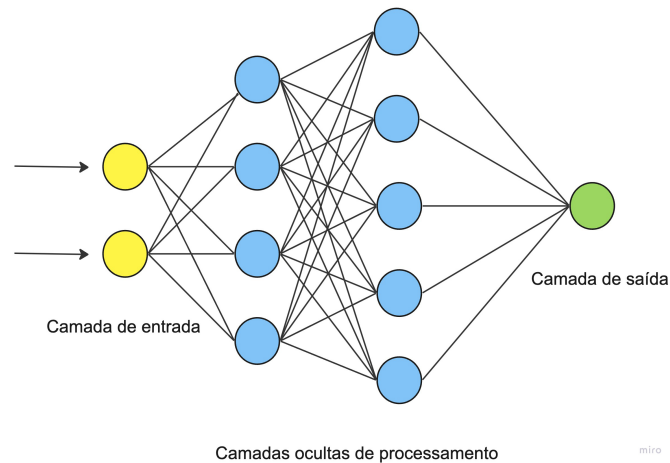 Camada de saída
Camada de entrada
Camadas ocultas de processamento
miro